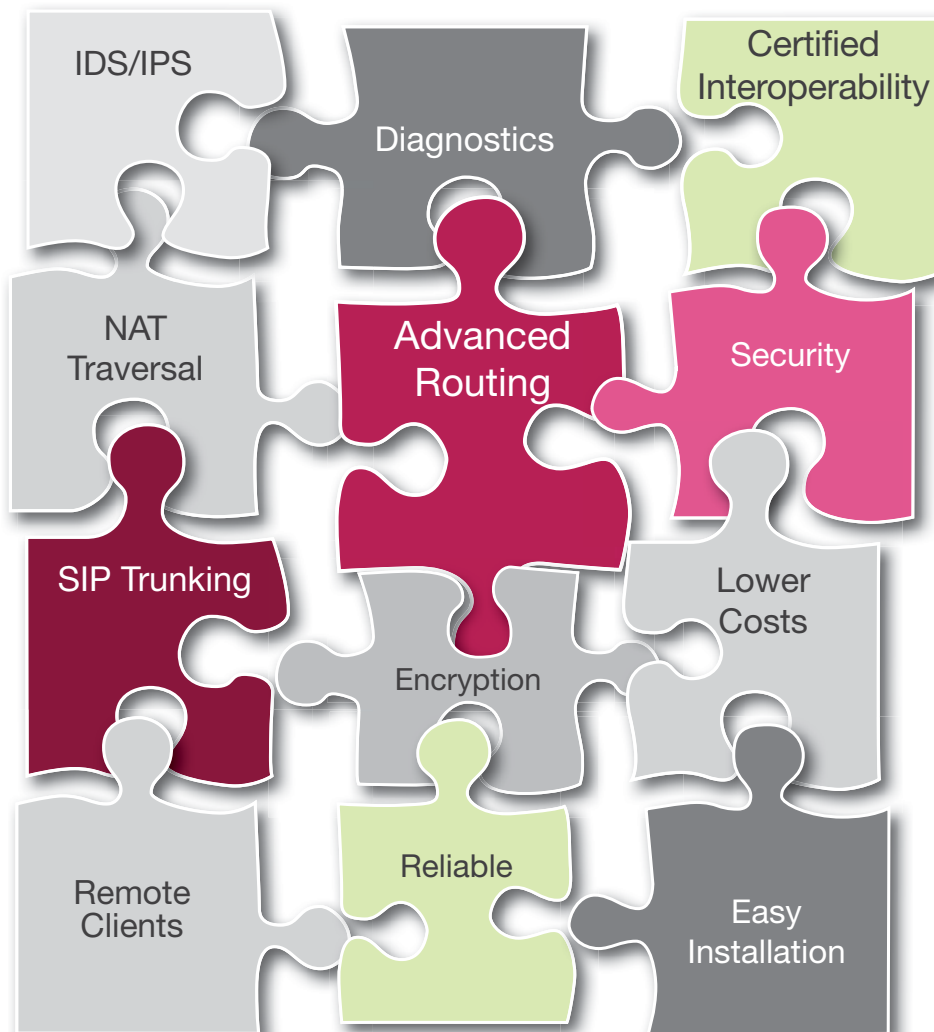 IDS/IPS
Diagnostics
Certified
Interoperability
NAT
Traversal
Advanced
Routing
Security
SIP Trunking
Encryption
Lower
Costs
Remote
Clients
Reliable
Easy
Installation